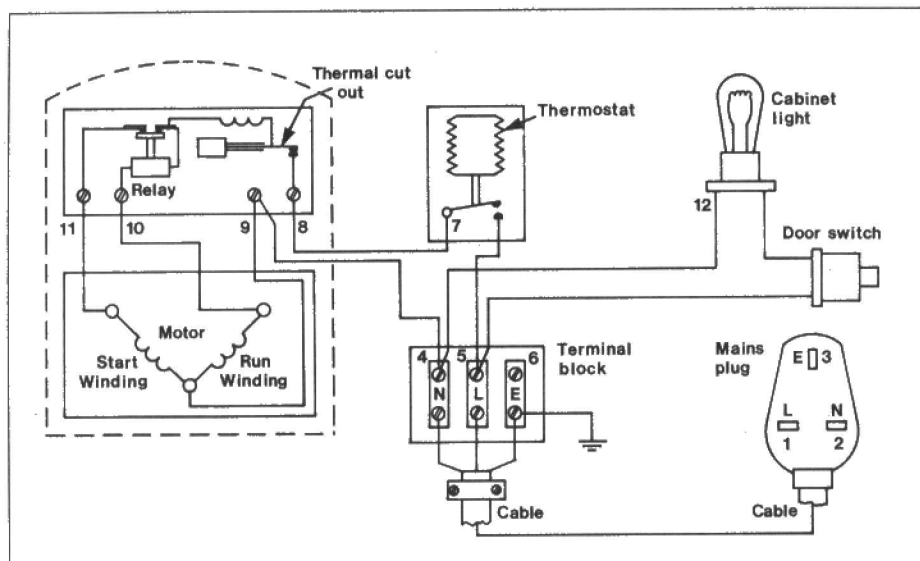 Thermal cut
out
Thermostat
Cabinet
light
Relay
11
10
9
8
7
12
Door switch
Motor
Start
Winding
Run
Winding
4
5
6
Terminal
block
N
L
E
Mains
plug
E
3
L
N
1
2
Cable
Cable